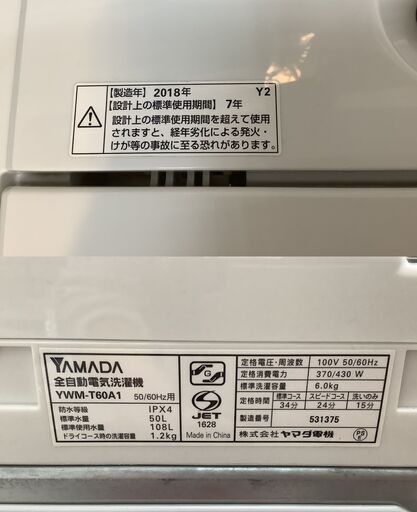 【製造年】2018年 Y2
【設計上の標準使用期間】 7年
設計上の標準使用期間を超えて使用
されますと、経年劣化による発火・
けが等の事故に至る恐れがあります。
YAMADA
全自動電気洗濯機
YWM-T60A1 50/60Hz用
防水等級 IPX4
標準水量 50L
標準使用水量 108L
ドライコース時の洗濯容量 1.2kg
G
S
JET
1628
Made in China
定格電圧・周波数 100V 50/60Hz
定格消費電力 370/430 W
標準洗濯容量 6.0kg
標準コース スピードコース 洗いのみ
34分 24分 15分
製造番号 531375
株式会社 ヤマダ電機
PS
E